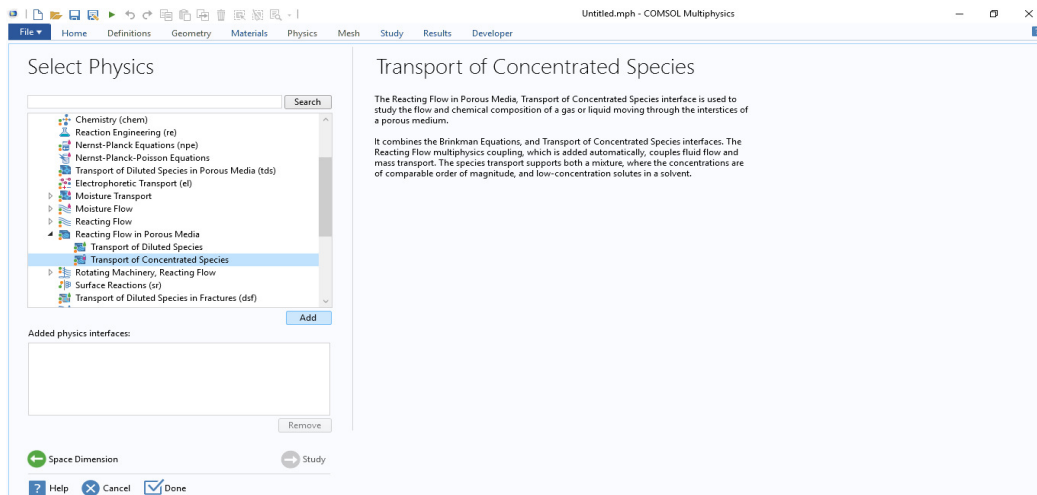 Untitled.mph - COMSOL Multiphysics
File Home Definitions Geometry Materials Physics Mesh Study Results Developer
Select Physics
Search
Chemistry (chem)
Reaction Engineering (re)
Nernst-Planck Equations (npe)
Nernst-Planck-Poisson Equations
Transport of Diluted Species in Porous Media (tds)
Electrophoretic Transport (el)
Moisture Transport
Moisture Flow
Reacting Flow
Reacting Flow in Porous Media
Transport of Diluted Species
Transport of Concentrated Species
Rotating Machinery, Reacting Flow
Surface Reactions (sr)
Transport of Diluted Species in Fractures (dsf)
Add
Added physics interfaces:
Remove
Space Dimension
Study
? Help Cancel Done
Transport of Concentrated Species
The Reacting Flow in Porous Media, Transport of Concentrated Species interface is used to
study the flow and chemical composition of a gas or liquid moving through the interstices of
a porous medium.
It combines the Brinkman Equations, and Transport of Concentrated Species interfaces. The
Reacting Flow multiphysics coupling, which is added automatically, couples fluid flow and
mass transport. The species transport supports both a mixture, where the concentrations are
of comparable order of magnitude, and low-concentration solutes in a solvent.